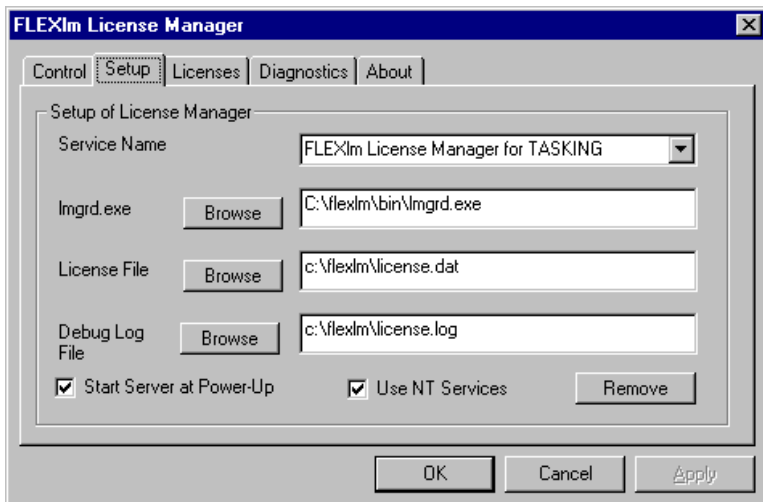 FLEXlm License Manager
Control Setup Licenses Diagnostics About
Setup of License Manager
Service Name FLEXlm License Manager for TASKING
lmgrd.exe Browse C:\flexlm\bin\lmgrd.exe
License File Browse c:\flexlm\license.dat
Debug Log
File Browse c:\flexlm\license.log
Start Server at Power-Up Use NT Services Remove
OK Cancel Apply